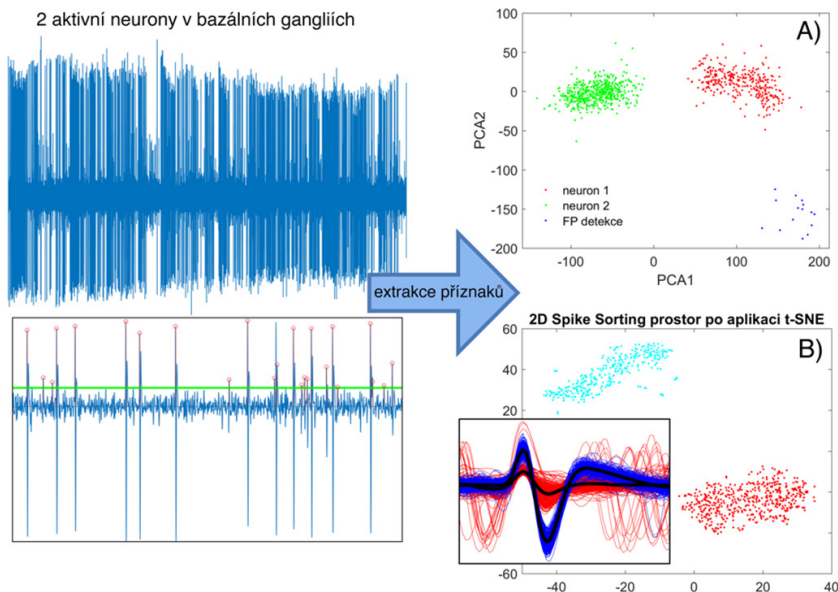 2 aktivní neurony v bazálních gangliích
extrakce příznaků
A)
100
50
0
-50
-100
-150
-200
PCA2
neuron 1
neuron 2
FP detekce
-100
0
100
200
PCA1
2D Spike Sorting prostor po aplikaci t-SNE
B)
60
40
20
-60
-40
-20
0
20
40